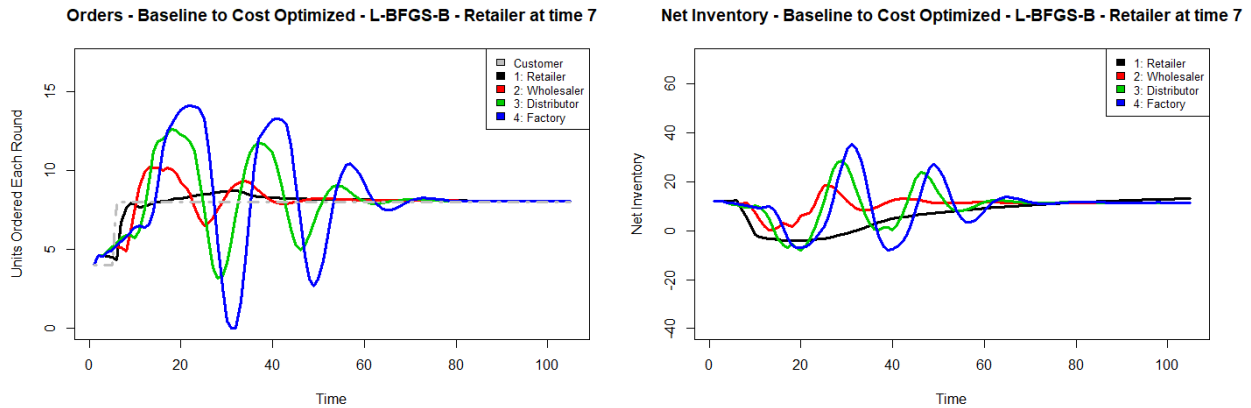 Orders - Baseline to Cost Optimized - L-BFGS-B - Retailer at time 7
Units Ordered Each Round
15
10
5
0
Customer
1: Retailer
2: Wholesaler
3: Distributor
4: Factory
0 20 40 60 80 100
Time
Net Inventory - Baseline to Cost Optimized - L-BFGS-B - Retailer at time 7
Net Inventory
60
40
20
0
-20
-40
1: Retailer
2: Wholesaler
3: Distributor
4: Factory
0 20 40 60 80 100
Time